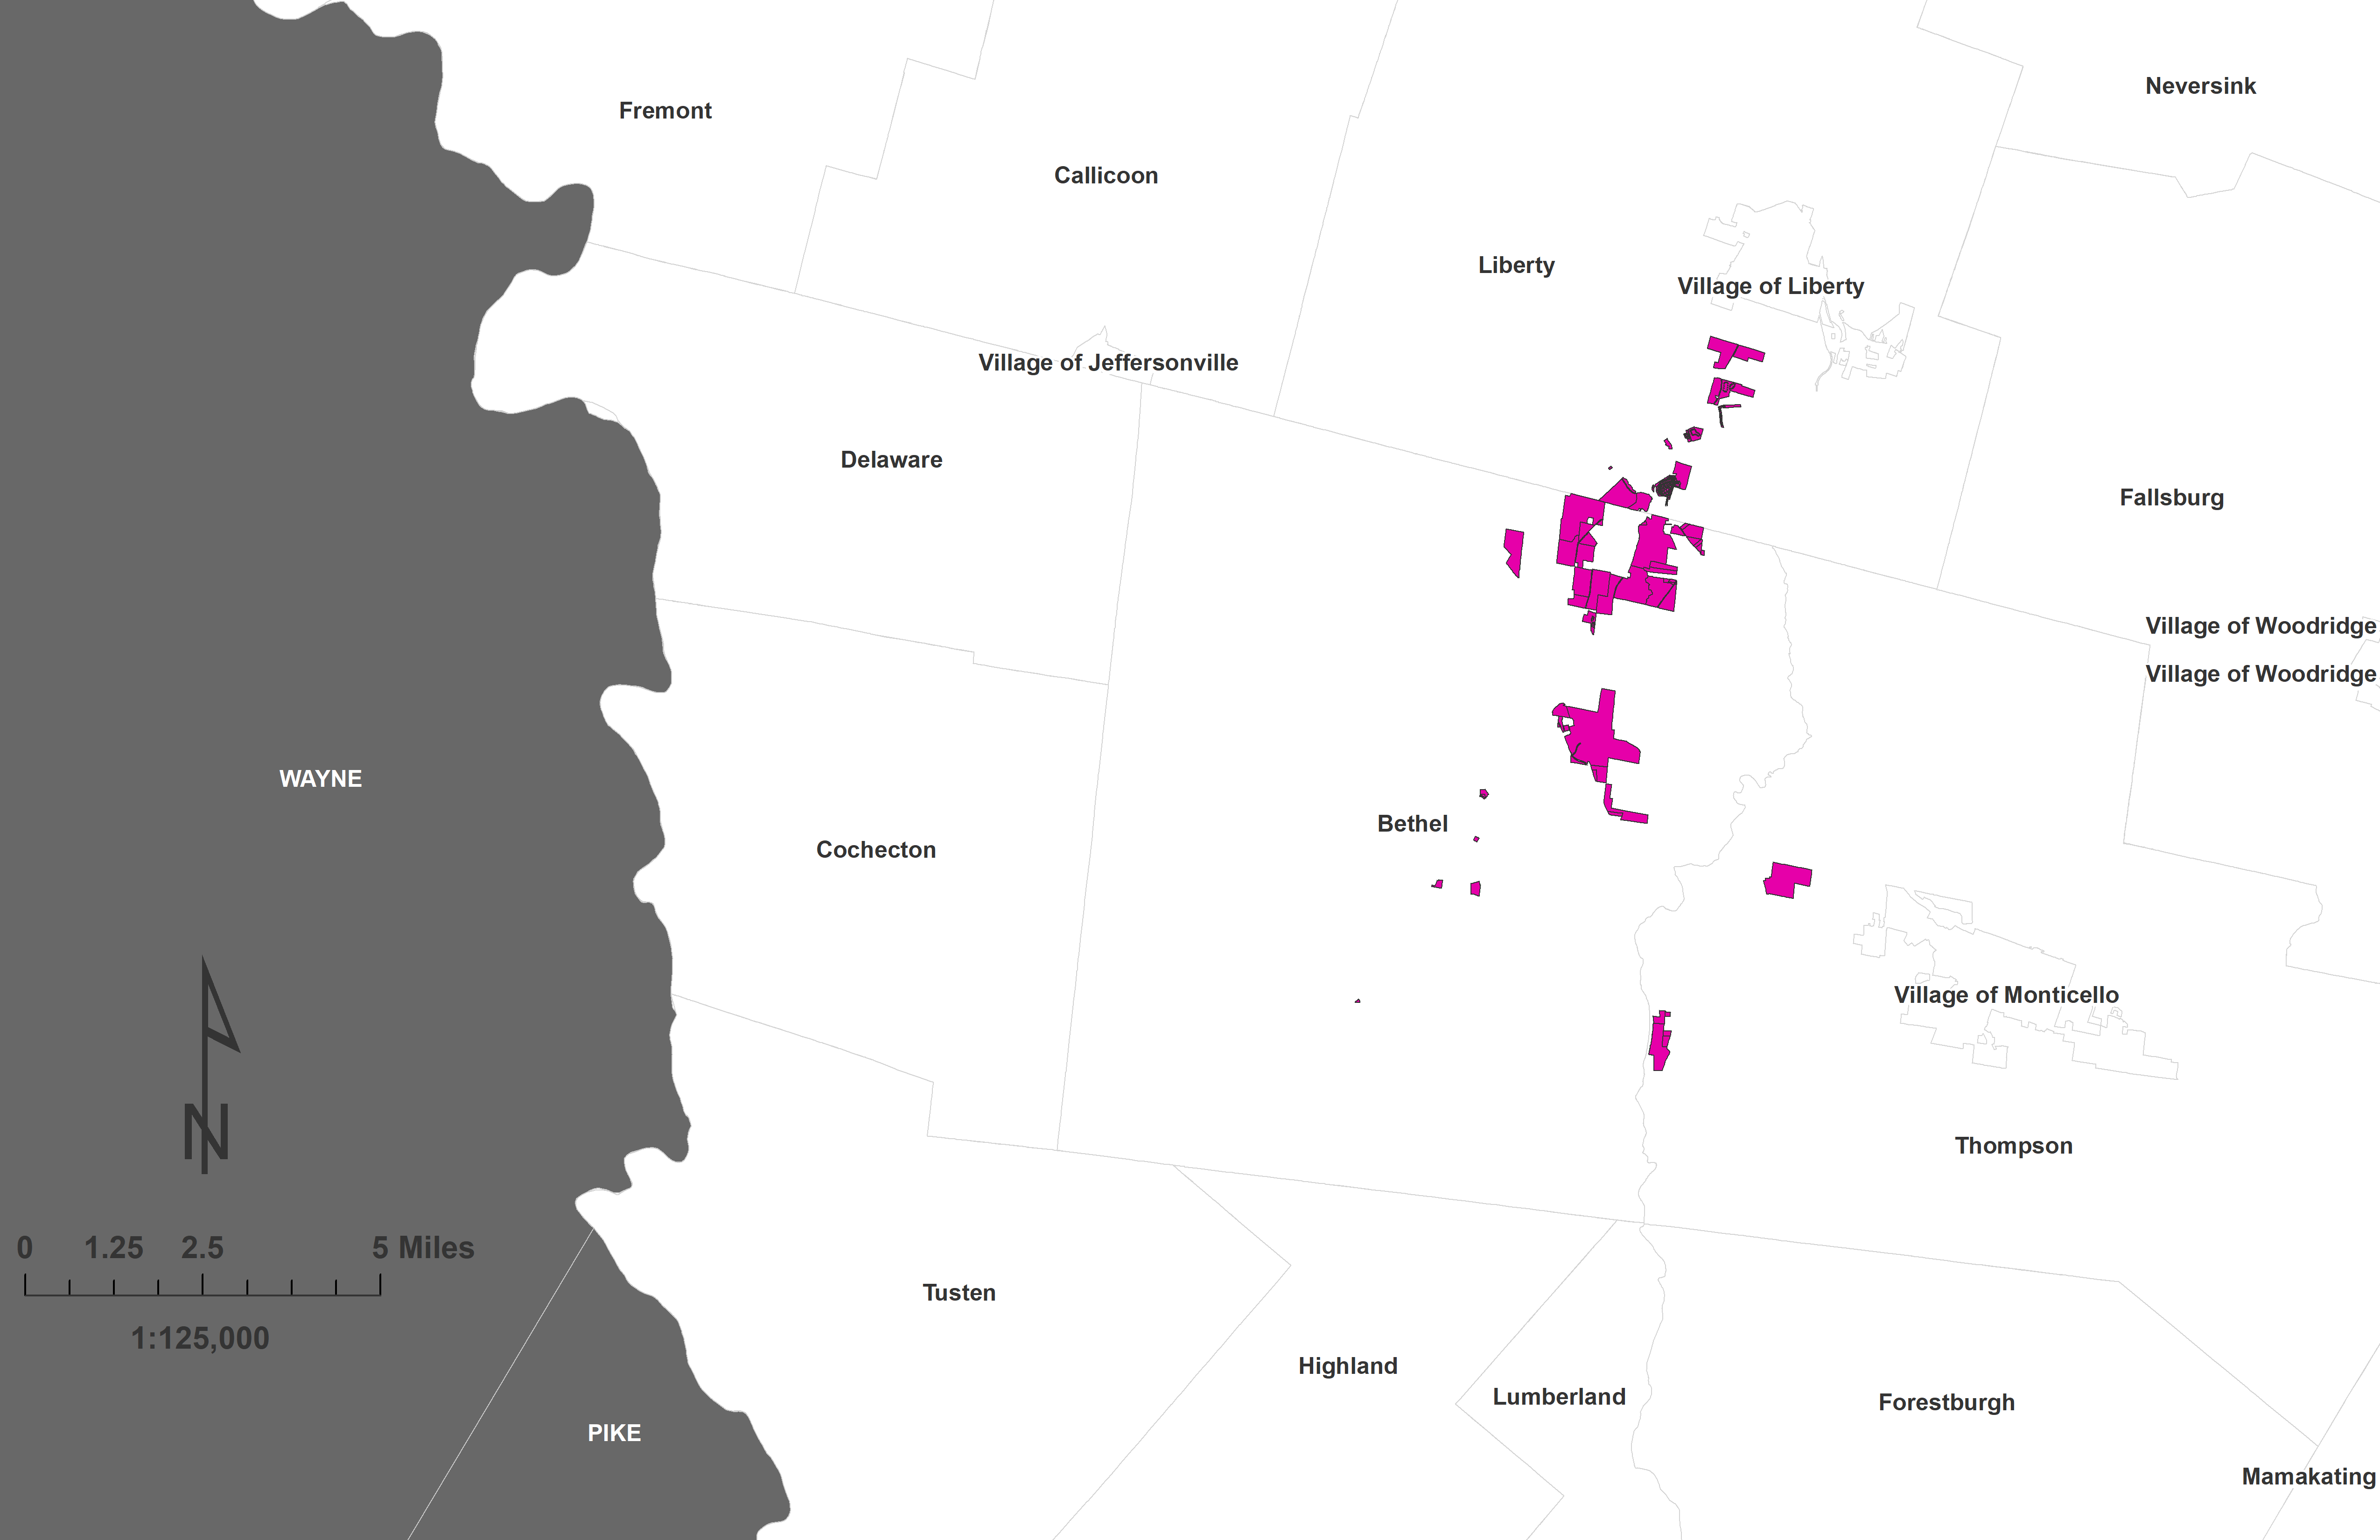 Neversink
Fremont
Callicoon
Liberty
Village of Liberty
Village of Jeffersonville
Delaware
Fallsburg
Village of Woodridge
Village of Woodridge
WAYNE
Bethel
Cochecton
Village of Monticello
N
Thompson
0 1.25 2.5 5 Miles
Tusten
1:125,000
Highland
Lumberland
Forestburgh
PIKE
Mamakating